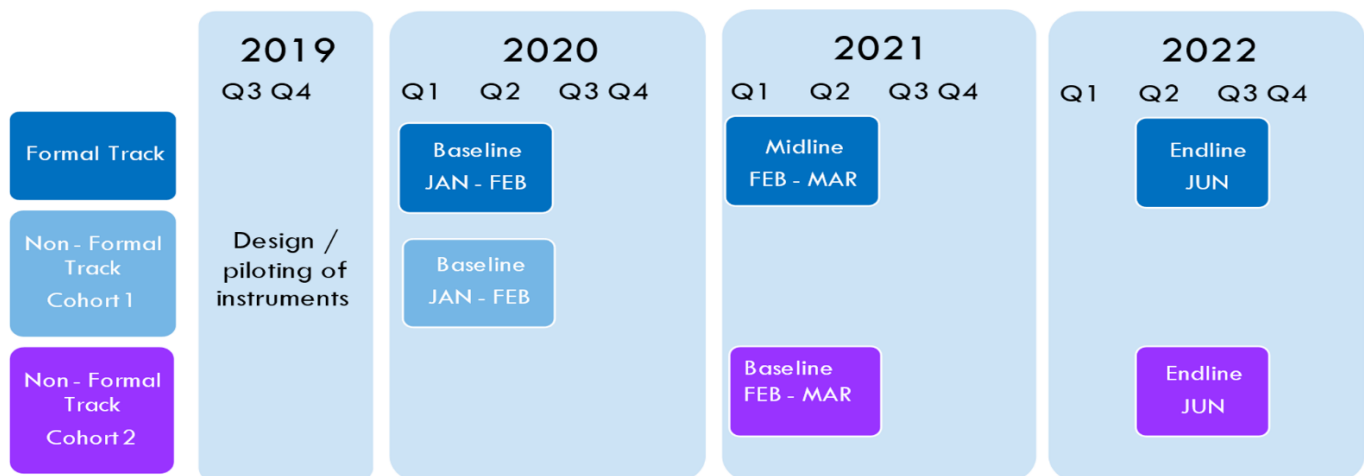 2019
2020
2021
2022
Q3 Q4
Q1 Q2 Q3 Q4
Q1 Q2 Q3 Q4
Q1 Q2 Q3 Q4
Formal Track
Baseline
JAN - FEB
Midline
FEB - MAR
Endline
JUN
Non - Formal
Track
Cohort 1
Design /
piloting of
instruments
Baseline
JAN - FEB
Non - Formal
Track
Cohort 2
Baseline
FEB - MAR
Endline
JUN